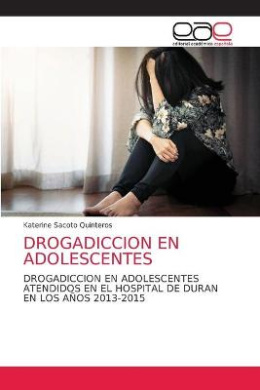 eae
editorial académica española
Katerine Sacoto Quinteros
DROGADICCION EN
ADOLESCENTES
DROGADICCION EN ADOLESCENTES
ATENDIDOS EN EL HOSPITAL DE DURAN
EN LOS AÑOS 2013-2015